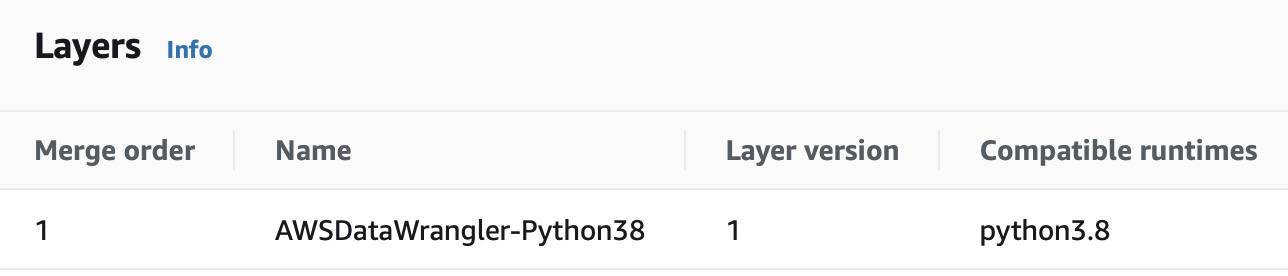 Layers Info
Merge order Name Layer version Compatible runtimes
1 AWSDataWrangler-Python38 1 python3.8